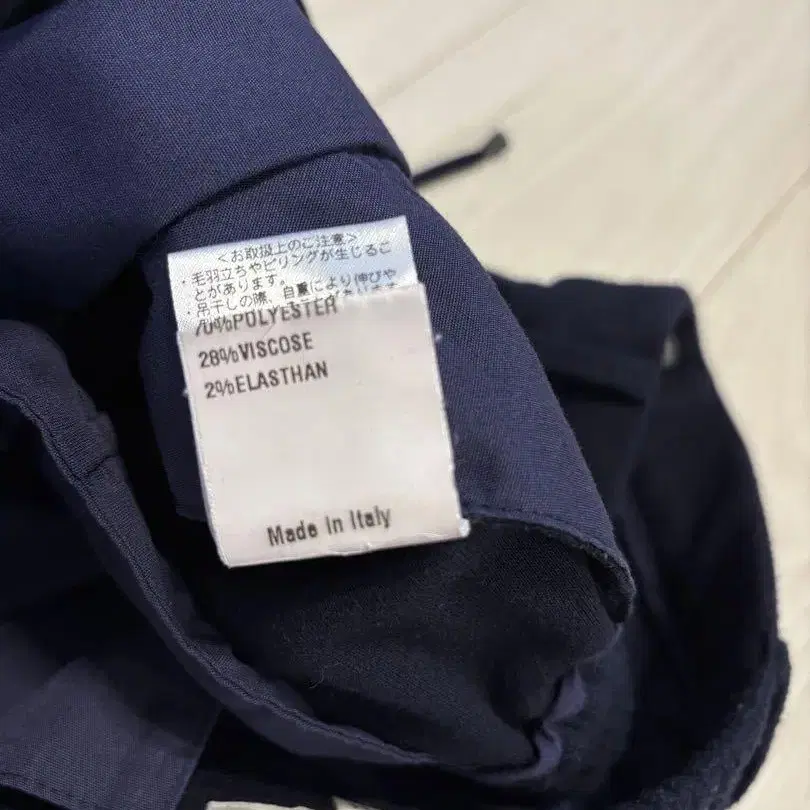 <お取扱上のご注意>
・毛羽立ちやピリングが生じるこ
とがあります。
・吊干しの際、自重により伸びや
70%POLYESTER
28%VISCOSE
2%ELASTHAN
Made in Italy